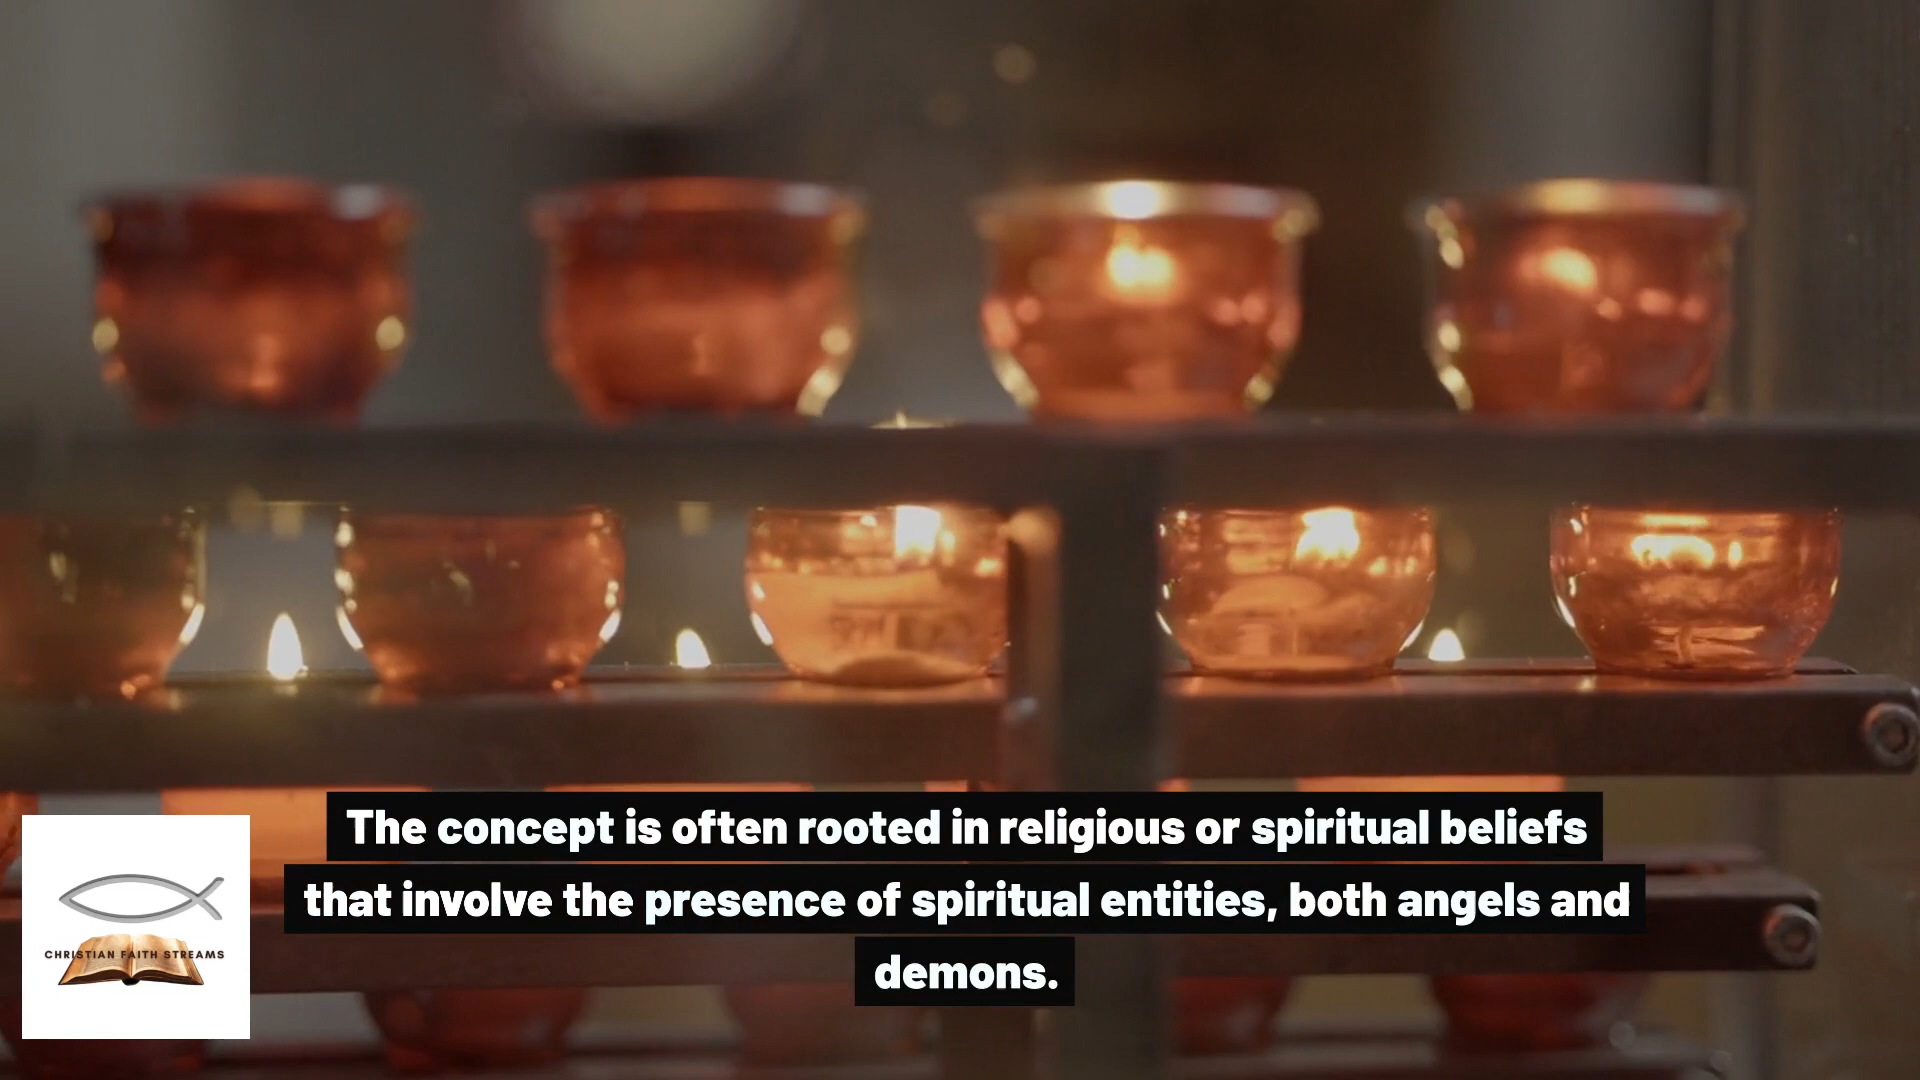 The concept is often rooted in religious or spiritual beliefs
that involve the presence of spiritual entities, both angels and
demons.
CHRISTIAN FAITH STREAMS